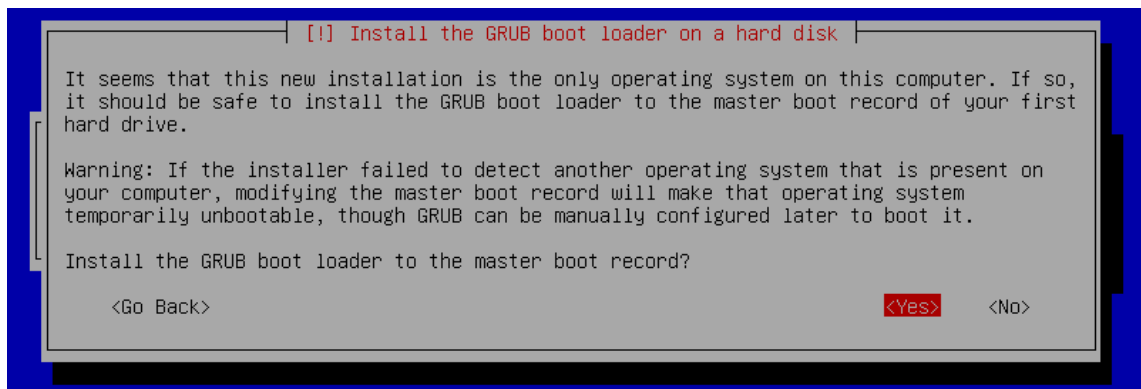 [!] Install the GRUB boot loader on a hard disk
It seems that this new installation is the only operating system on this computer. If so,
it should be safe to install the GRUB boot loader to the master boot record of your first
hard drive.
Warning: If the installer failed to detect another operating system that is present on
your computer, modifying the master boot record will make that operating system
temporarily unbootable, though GRUB can be manually configured later to boot it.
Install the GRUB boot loader to the master boot record?
<Go Back> <Yes> <No>